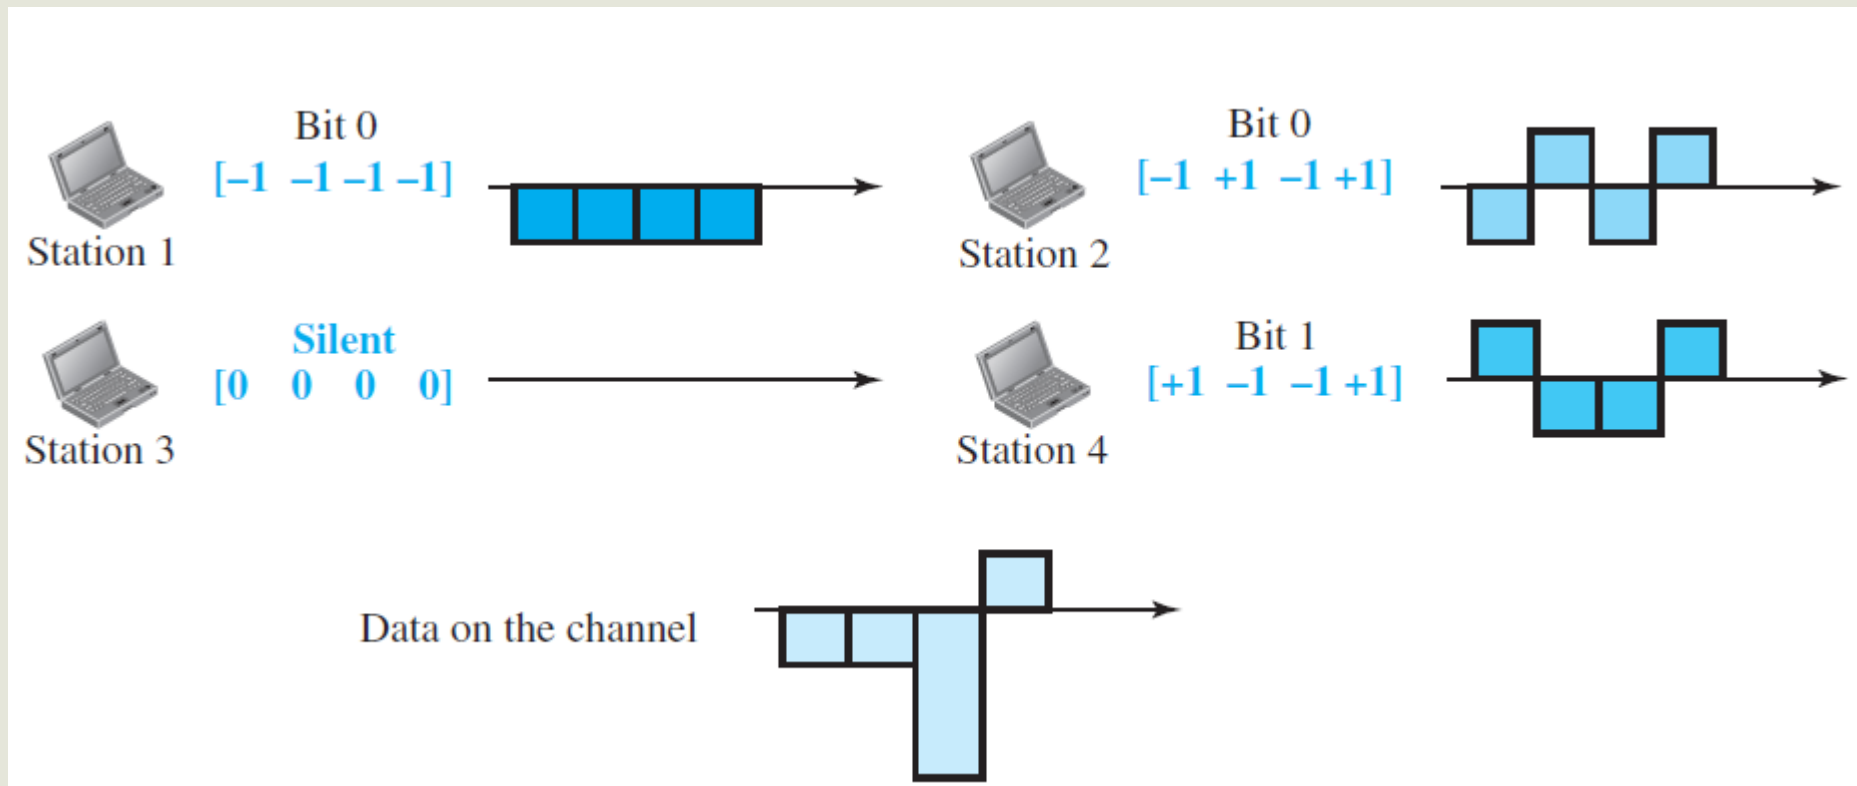 Bit 0
[–1 –1 –1 –1]
Station 1
Bit 0
[–1 +1 –1 +1]
Station 2
Silent
[0 0 0 0]
Station 3
Bit 1
[+1 –1 –1 +1]
Station 4
Data on the channel